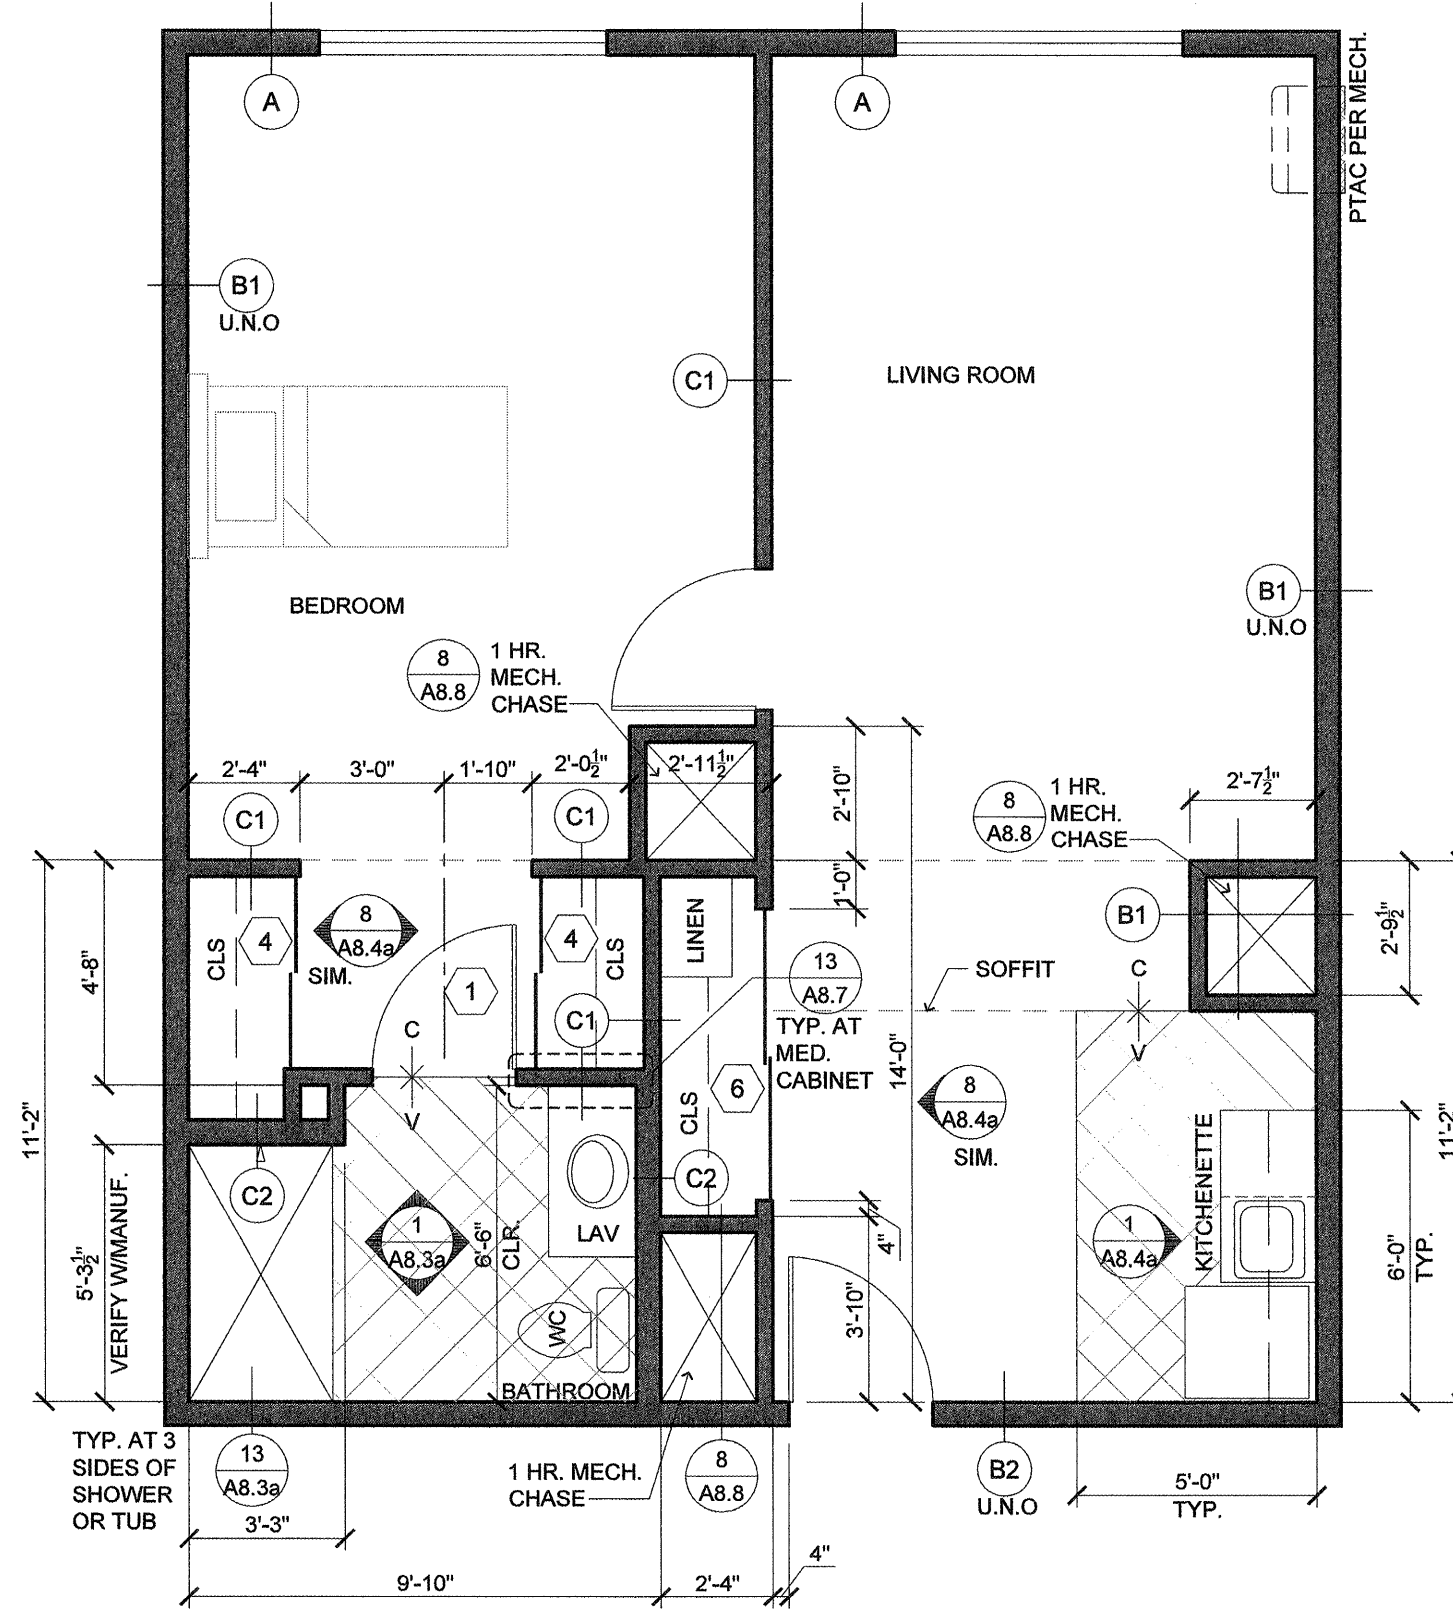 A
A
PTAC PER MECH.
B1
U.N.O
C1
LIVING ROOM
B1
U.N.O
BEDROOM
8
A8.8
1 HR.
MECH.
CHASE
2'-4"
3'-0"
1'-10"
2'-0½"
2'-11½"
2'-10"
8
A8.8
1 HR.
MECH.
CHASE
2'-7½"
C1
C1
1'-0"
LINEN
B1
2'-9½"
CLS
4
8
A8.4a
SIM.
4
CLS
4'-8"
1
13
A8.7
TYP. AT
MED.
CABINET
C
SOFFIT
C1
C
V
14'-0"
V
6
CLS
8
A8.4a
SIM.
11'-2"
KITCHENETTE
11'-2"
C2
C2
VERIFY W/MANUF.
5'-3½"
1
A8.3a
6'-6"
CLR.
LAV
4"
1
A8.4a
6'-0"
TYP.
3'-10"
WC
BATHROOM
TYP. AT 3
SIDES OF
SHOWER
OR TUB
13
A8.3a
1 HR. MECH.
CHASE
8
A8.8
B2
U.N.O
5'-0"
TYP.
3'-3"
4"
9'-10"
2'-4"